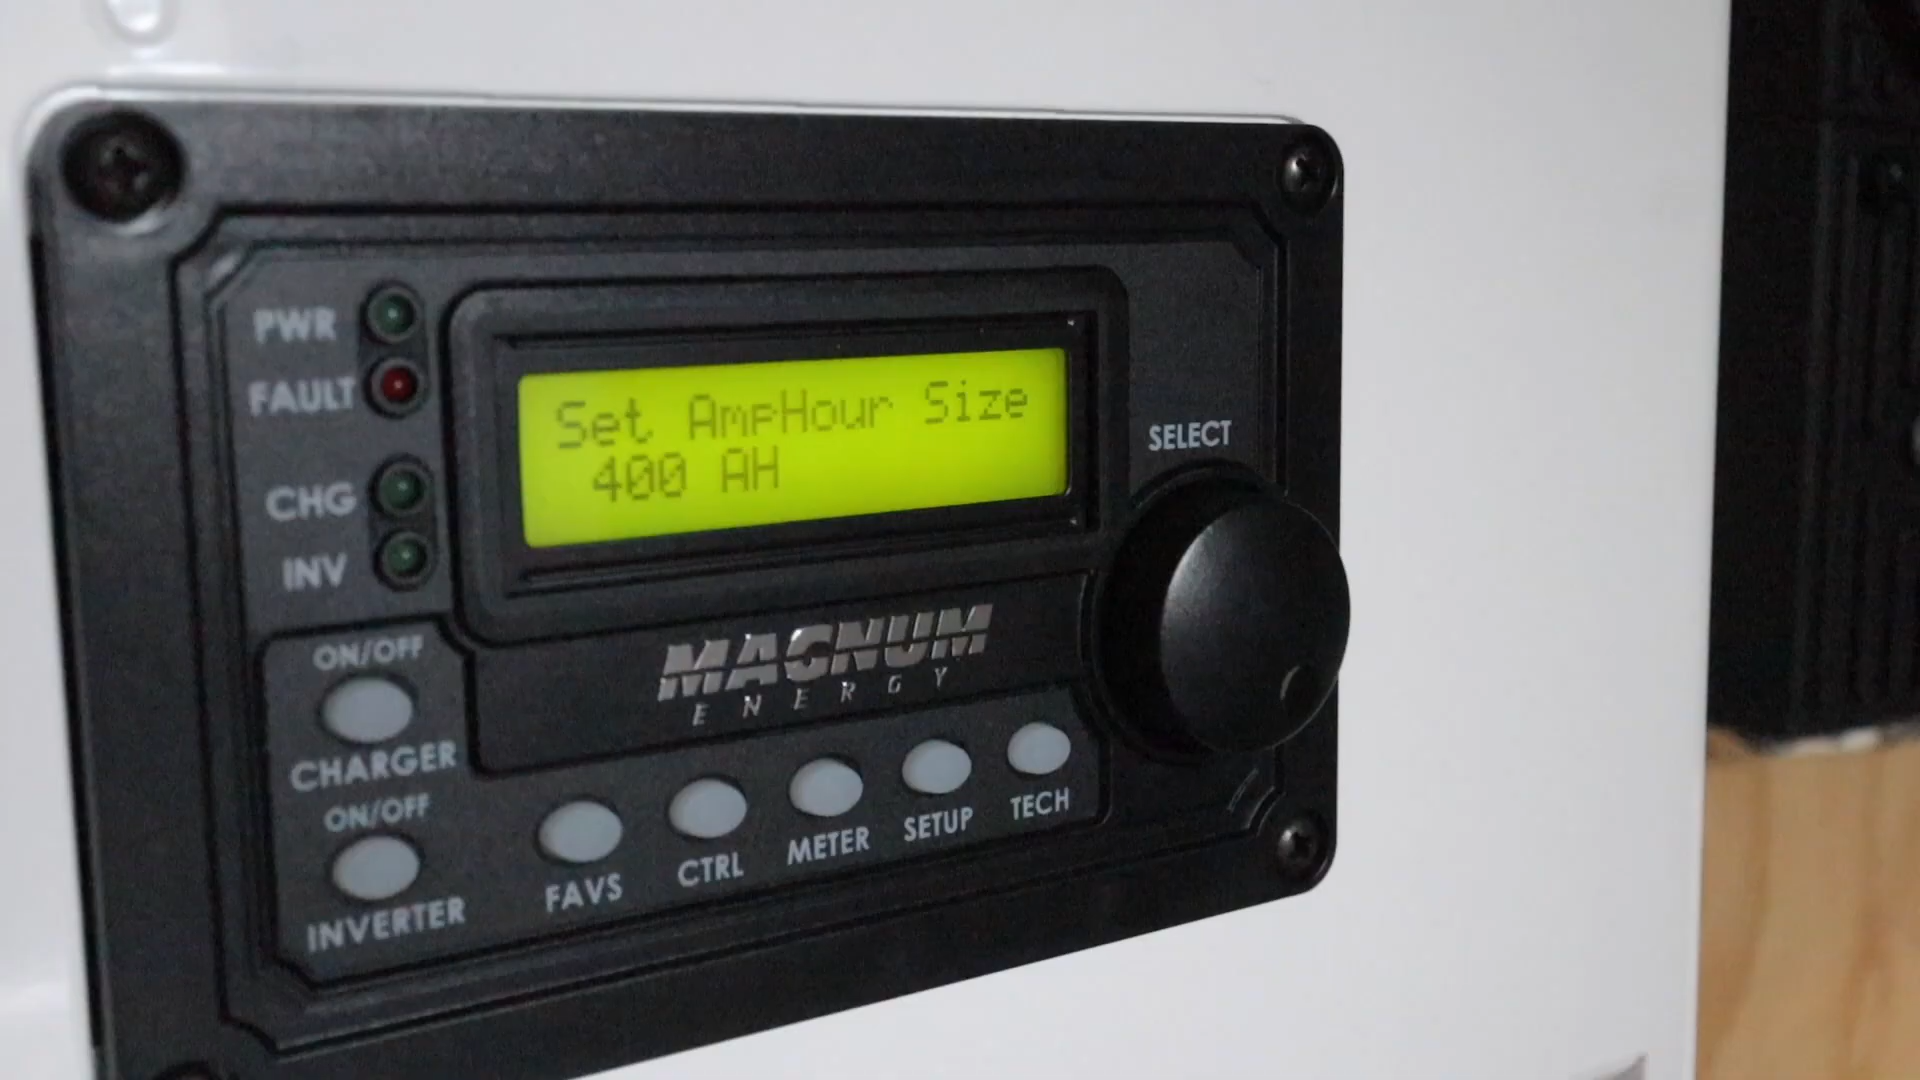 PWR
FAULT
CHG
INV
Set AmpHour Size
400 AH
SELECT
MAGNUM
ENERGY
ON/OFF
CHARGER
ON/OFF
INVERTER
FAVS
CTRL
METER
SETUP
TECH